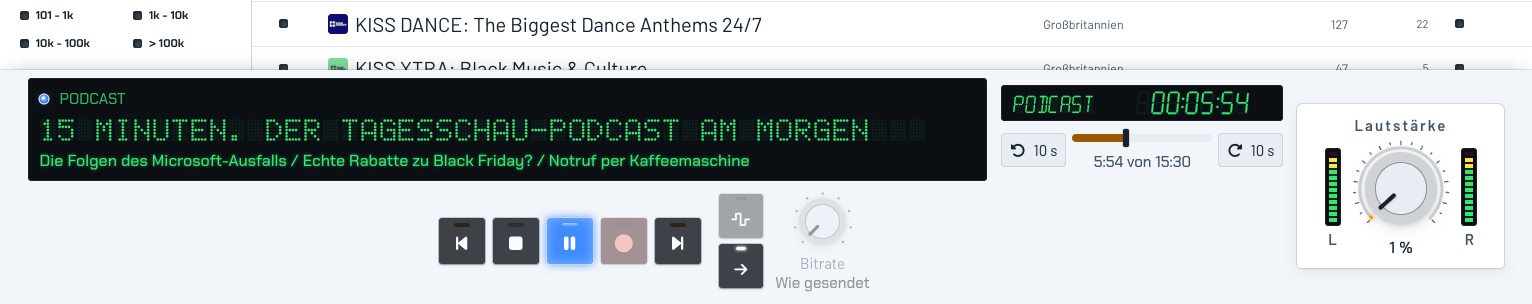 101 - 1k
1k - 10k
10k - 100k
> 100k
KISS DANCE: The Biggest Dance Anthems 24/7
Großbritannien
127
22
KISS XTRA: Black Music & Culture
Großbritannien
47
5
PODCAST
15 MINUTEN. DER TAGESSCHAU-PODCAST AM MORGEN
Die Folgen des Microsoft-Ausfalls / Echte Rabatte zu Black Friday? / Notruf per Kaffeemaschine
PODCAST
00:05:54
10 s
5:54 von 15:30
10 s
Lautstärke
L
R
1 %
Bitrate
Wie gesendet